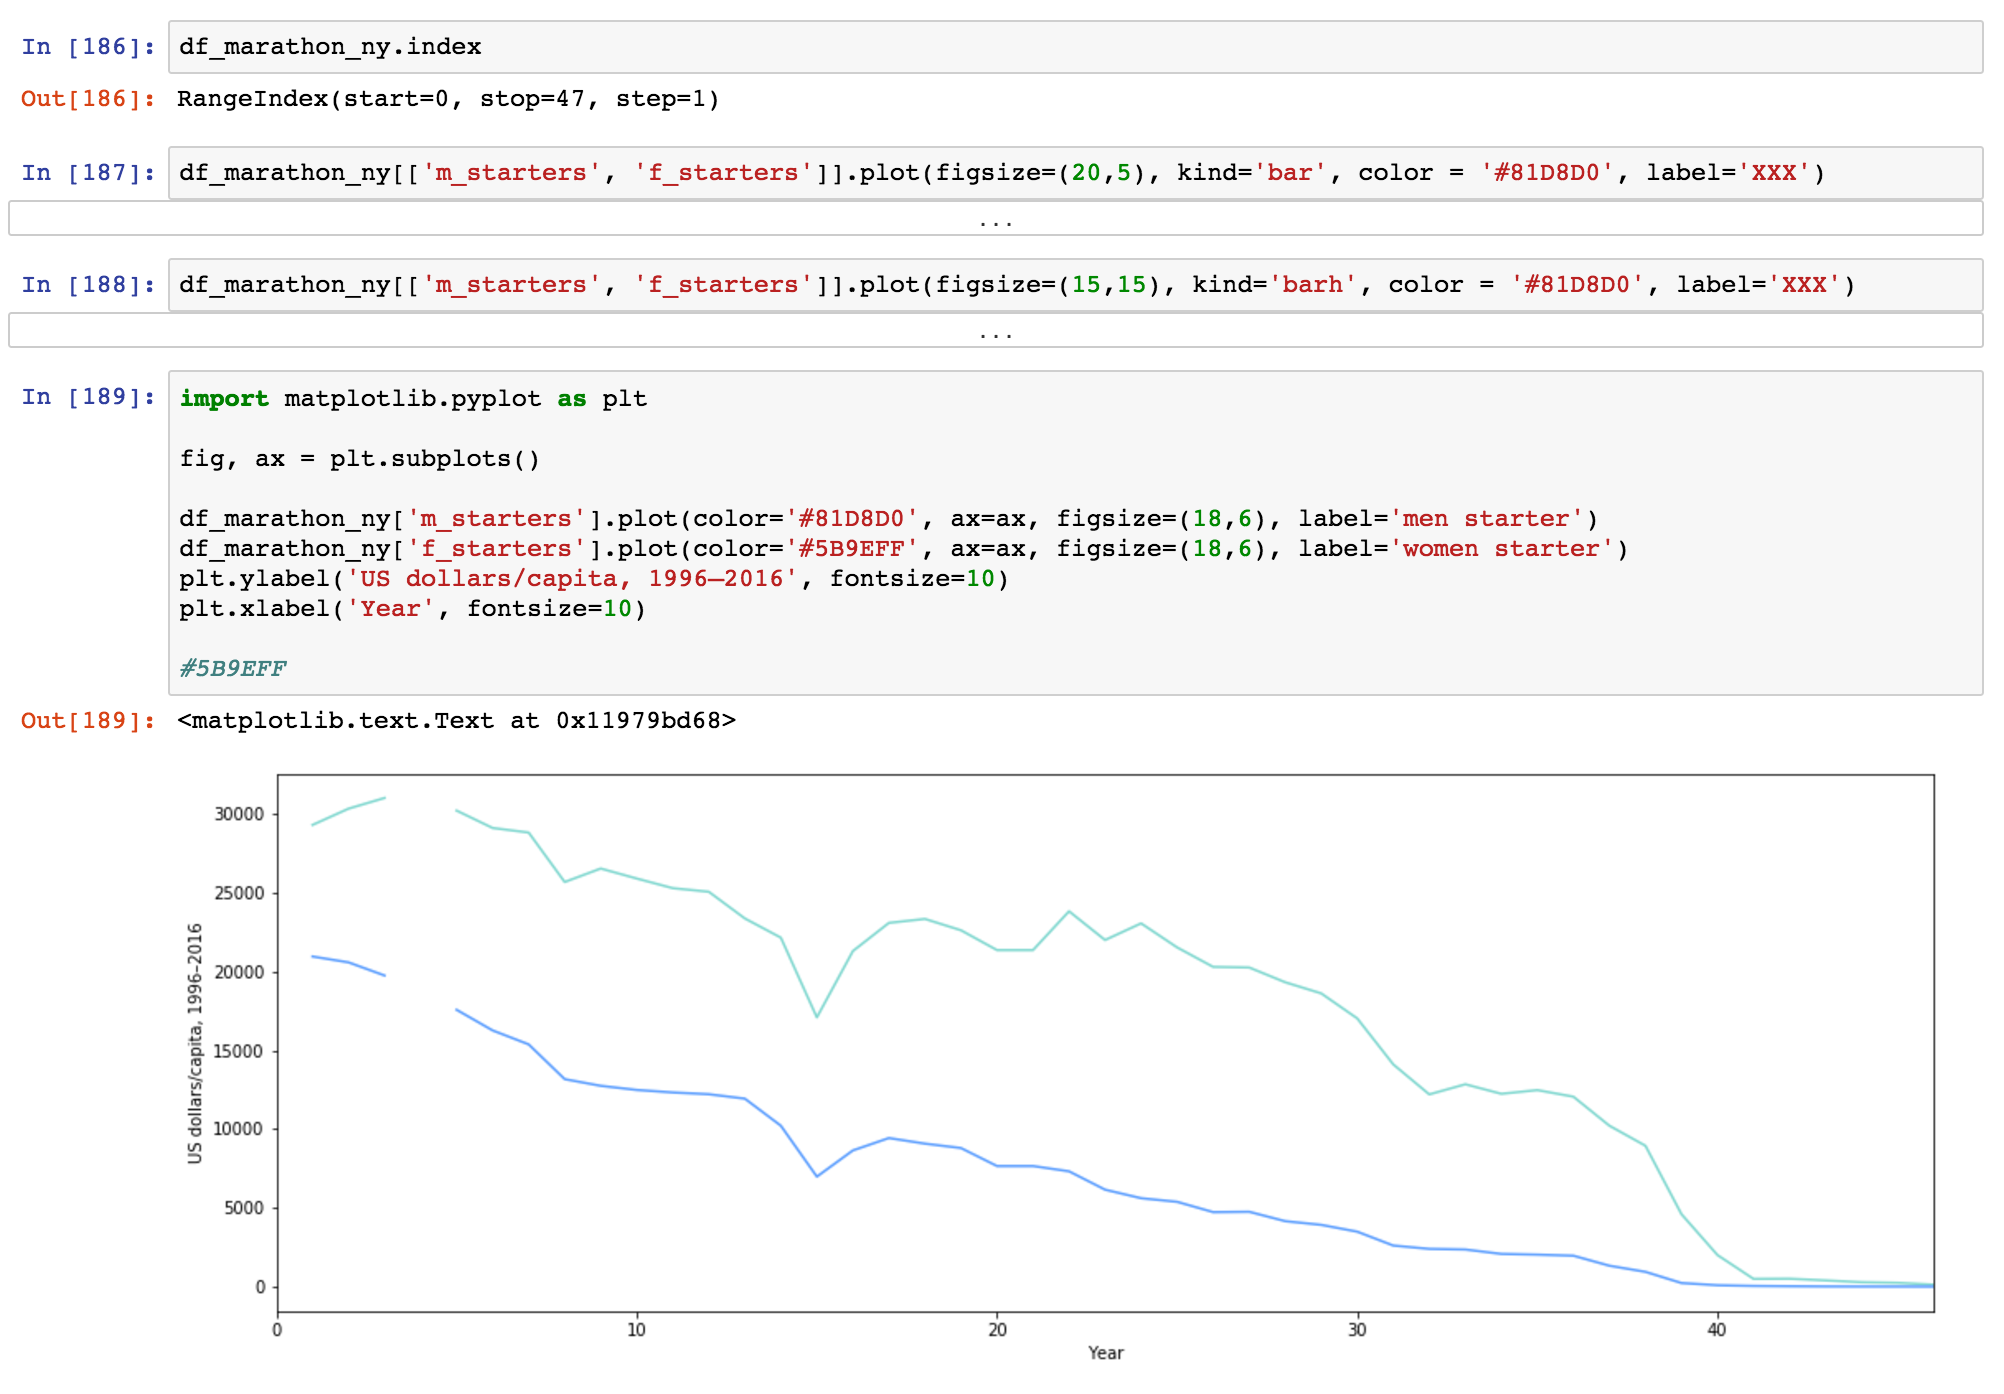 In [186]: df_marathon_ny.index
Out[186]: RangeIndex(start=0, stop=47, step=1)
In [187]: df_marathon_ny[['m_starters', 'f_starters']].plot(figsize=(20,5), kind='bar', color = '#81D8D0', label='XXX')
...
In [188]: df_marathon_ny[['m_starters', 'f_starters']].plot(figsize=(15,15), kind='barh', color = '#81D8D0', label='XXX')
...
In [189]: import matplotlib.pyplot as plt
fig, ax = plt.subplots()
df_marathon_ny['m_starters'].plot(color='#81D8D0', ax=ax, figsize=(18,6), label='men starter')
df_marathon_ny['f_starters'].plot(color='#5B9EFF', ax=ax, figsize=(18,6), label='women starter')
plt.ylabel('US dollars/capita, 1996–2016', fontsize=10)
plt.xlabel('Year', fontsize=10)
#5B9EFF
Out[189]: <matplotlib.text.Text at 0x11979bd68>
30000
25000
20000
15000
10000
5000
0
US dollars/capita, 1996–2016
0 10 20 30 40
Year